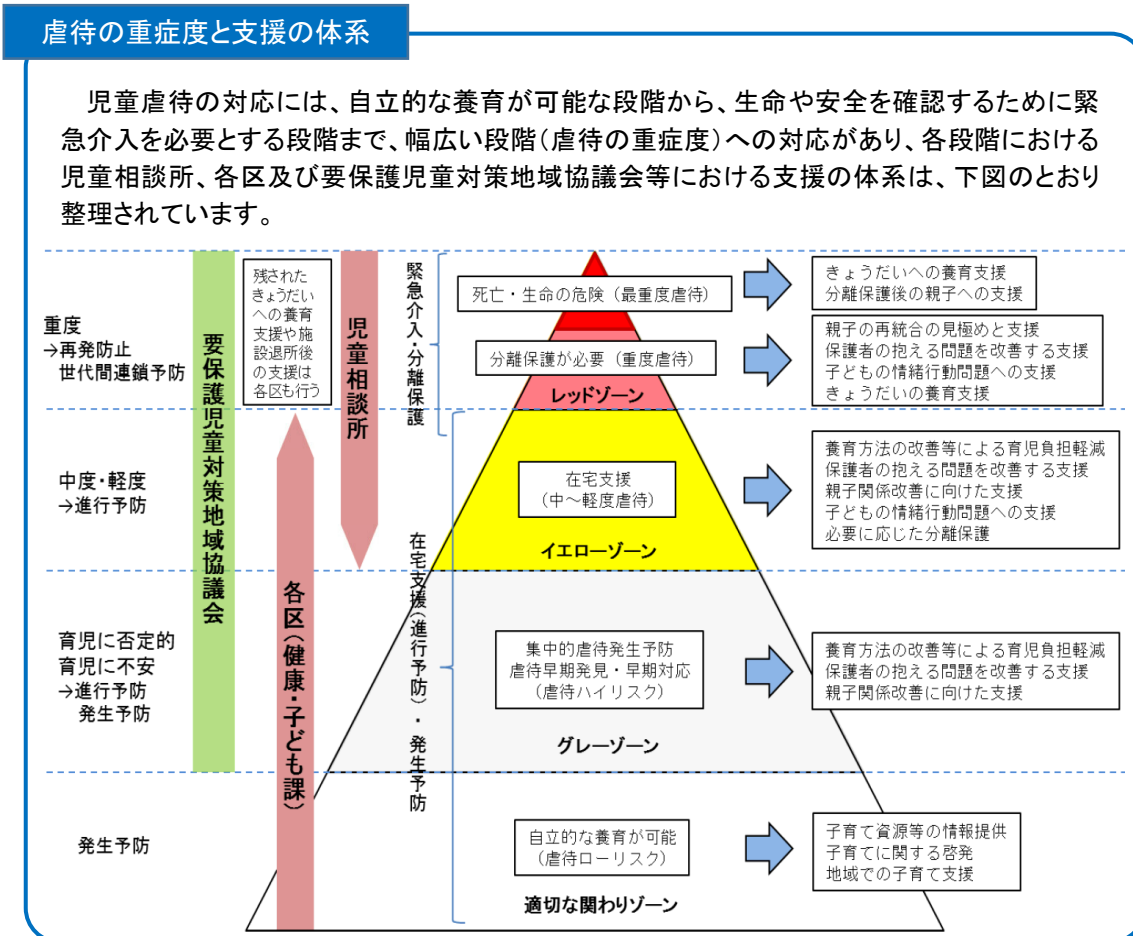 虐待の重症度と支援の体系
児童虐待の対応には、自立的な養育が可能な段階から、生命や安全を確認するために緊
急介入を必要とする段階まで、幅広い段階(虐待の重症度)への対応があり、各段階における
児童相談所、各区及び要保護児童対策地域協議会等における支援の体系は、下図のとおり
整理されています。
重度
→再発防止
世代間連鎖予防
中度・軽度
→進行予防
育児に否定的
育児に不安
→進行予防
発生予防
発生予防
要保護児童対策地域協議会
残された
きょうだい
への養育
支援や施
設退所後
の支援は
各区も行う
各区(健康・子ども課)
児童相談所
緊急介入・分離保護
在宅支援(進行予防)・発生予防
死亡・生命の危険(最重度虐待)
分離保護が必要(重度虐待)
レッドゾーン
在宅支援
(中～軽度虐待)
イエローゾーン
集中的虐待発生予防
虐待早期発見・早期対応
(虐待ハイリスク)
グレーゾーン
自立的な養育が可能
(虐待ローリスク)
適切な関わりゾーン
きょうだいへの養育支援
分離保護後の親子への支援
親子の再統合の見極めと支援
保護者の抱える問題を改善する支援
子どもの情緒行動問題への支援
きょうだいの養育支援
養育方法の改善等による育児負担軽減
保護者の抱える問題を改善する支援
親子関係改善に向けた支援
子どもの情緒行動問題への支援
必要に応じた分離保護
養育方法の改善等による育児負担軽減
保護者の抱える問題を改善する支援
親子関係改善に向けた支援
子育て資源等の情報提供
子育てに関する啓発
地域での子育て支援